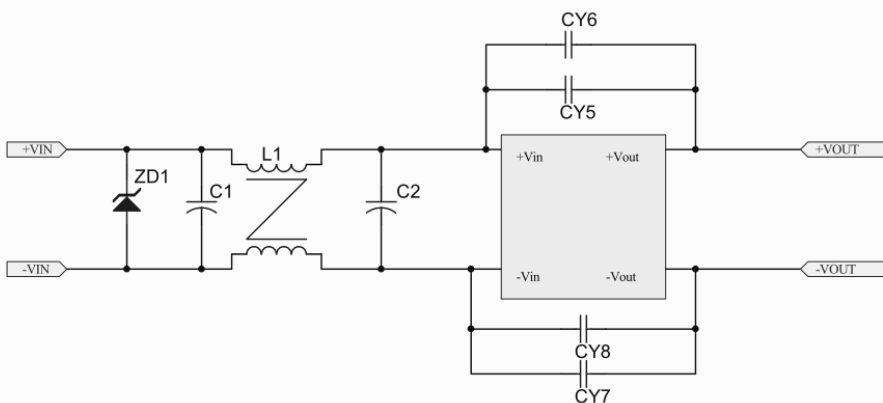 CY6
CY5
+VIN
L1
+Vin
+Vout
+VOUT
ZD1
C1
C2
-VIN
-Vin
-Vout
-VOUT
CY8
CY7